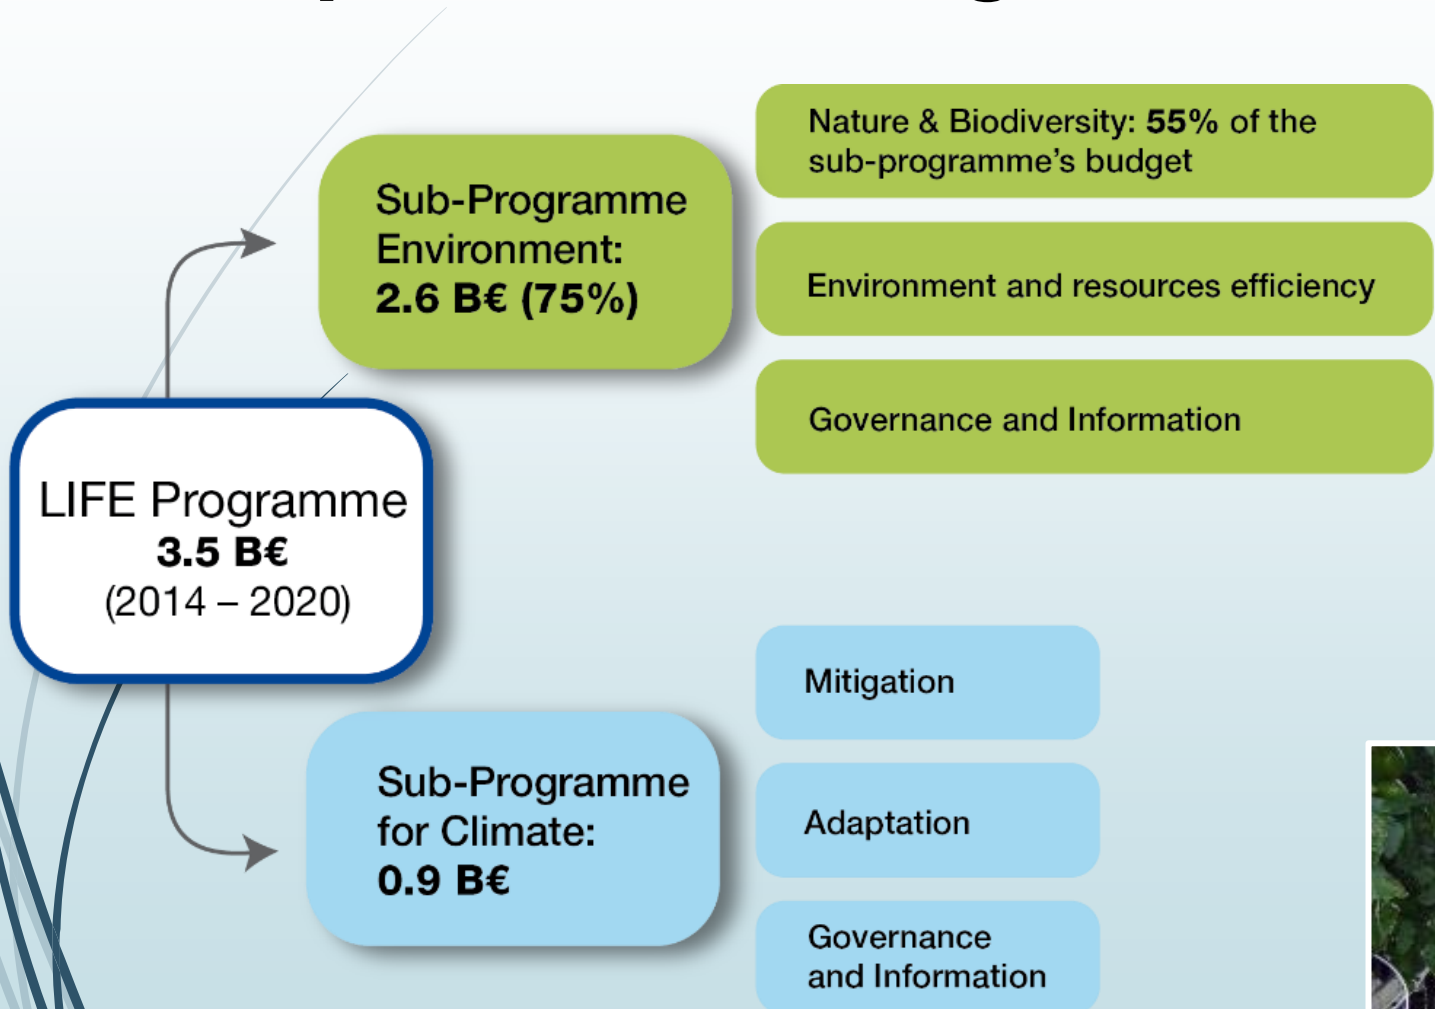 Sub-Programme
Environment:
2.6 B€ (75%)
Nature & Biodiversity: 55% of the
sub-programme’s budget
Environment and resources efficiency
Governance and Information
LIFE Programme
3.5 B€
(2014 – 2020)
Sub-Programme
for Climate:
0.9 B€
Mitigation
Adaptation
Governance
and Information